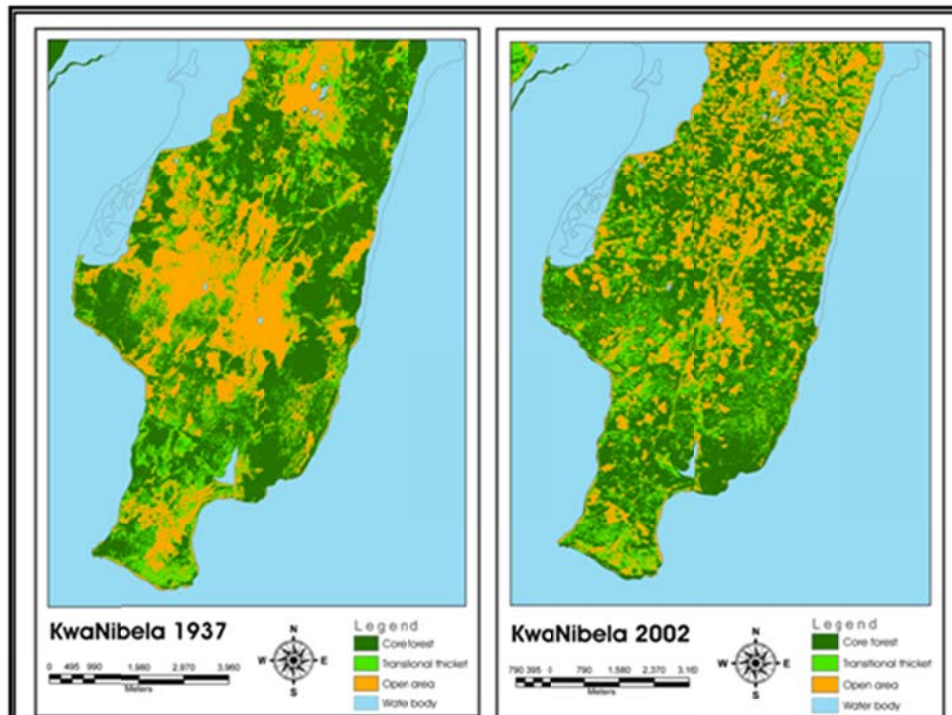 KwaNibela 1937
N
W E
S
0 495 990 1,980 2,970 3,960
Meters
Legend
Core forest
Transitional thicket
Open area
Water body
KwaNibela 2002
N
W E
S
790 395 0 790 1,580 2,370 3,160
Meters
Legend
Core forest
Transitional thicket
Open area
Water body